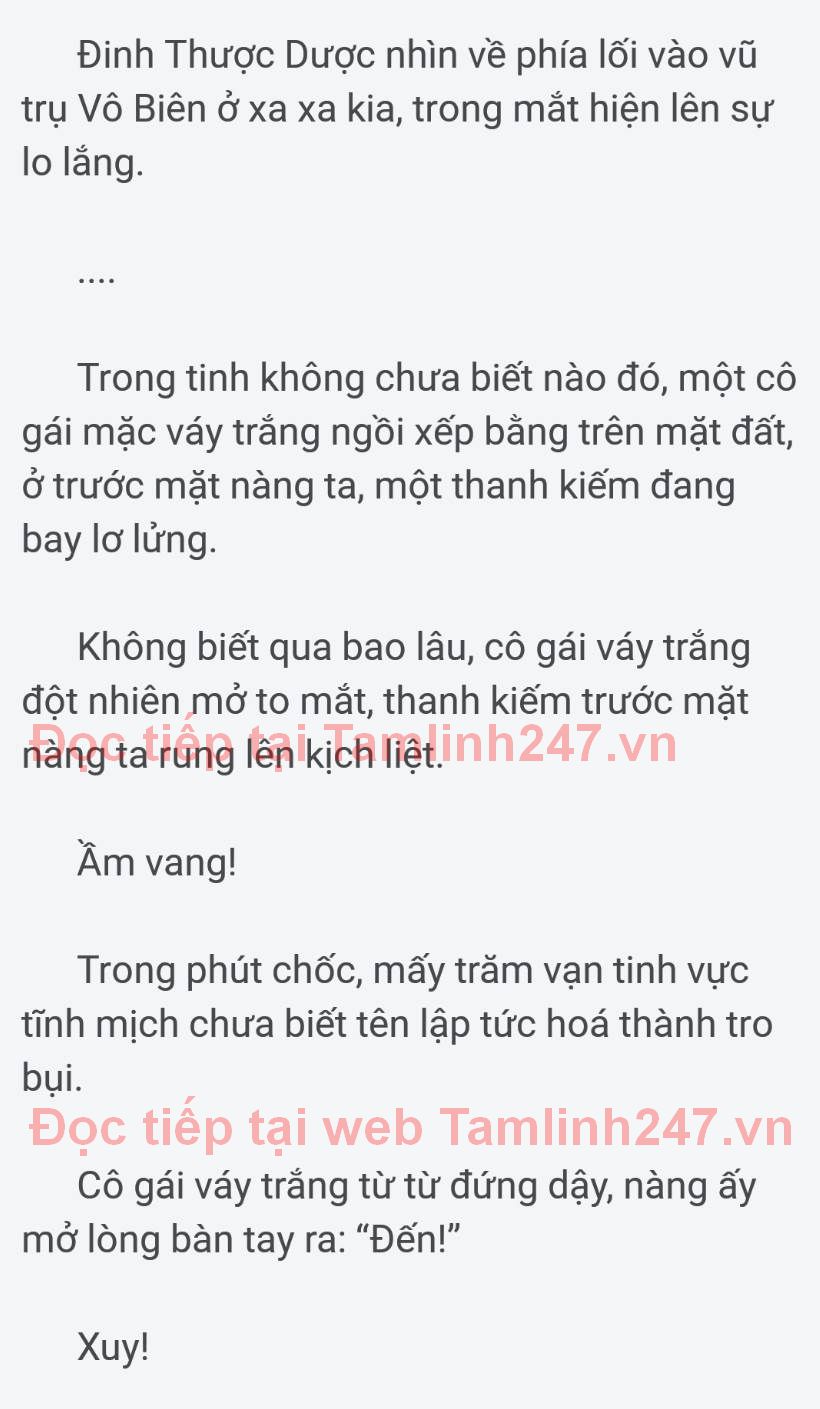 Đinh Thược Dược nhìn về phía lối vào vũ
trụ Vô Biên ở xa xa kia, trong mắt hiện lên sự
lo lắng.
....
Trong tinh không chưa biết nào đó, một cô
gái mặc váy trắng ngồi xếp bằng trên mặt đất,
ở trước mặt nàng ta, một thanh kiếm đang
bay lơ lửng.
Không biết qua bao lâu, cô gái váy trắng
đột nhiên mở to mắt, thanh kiếm trước mặt
Đọc tiếp tại Tamlinh247.vn
nàng ta rung lên kịch liệt.
Ầm vang!
Trong phút chốc, mấy trăm vạn tinh vực
tĩnh mịch chưa biết tên lập tức hoá thành tro
bụi.
Đọc tiếp tại web Tamlinh247.vn
Cô gái váy trắng từ từ đứng dậy, nàng ấy
mở lòng bàn tay ra: “Đến!”
Xuy!